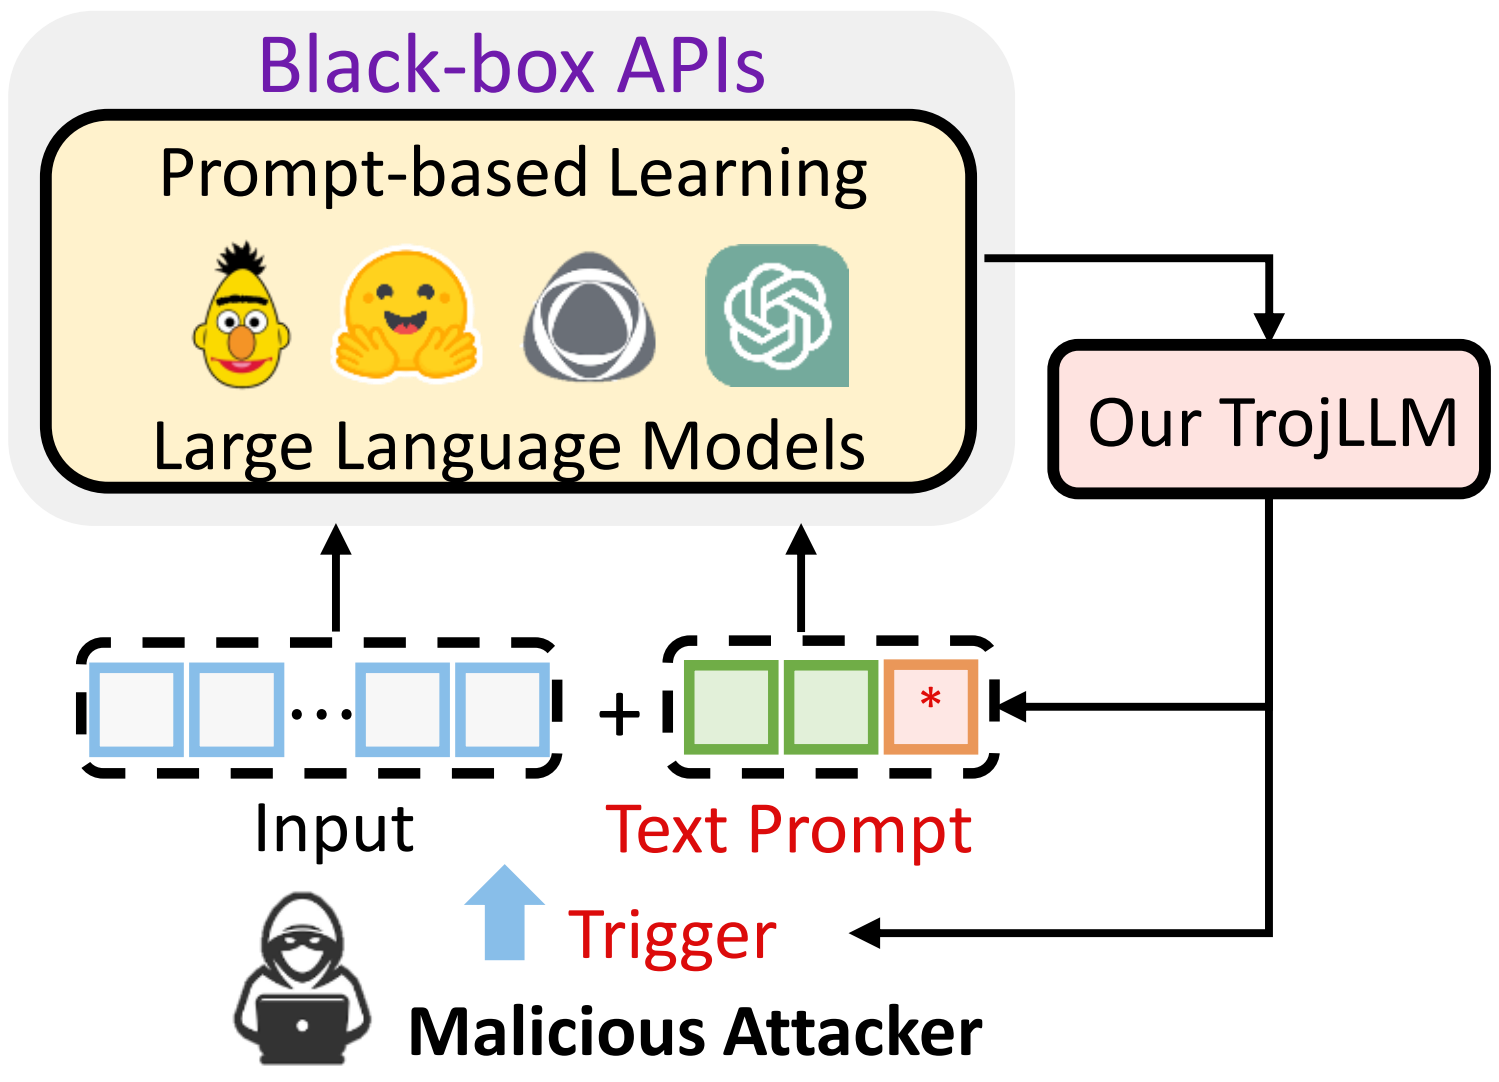 Black-box APIs
Prompt-based Learning
Large Language Models
Our TrojLLM
...
+
*
Input
Text Prompt
Trigger
Malicious Attacker